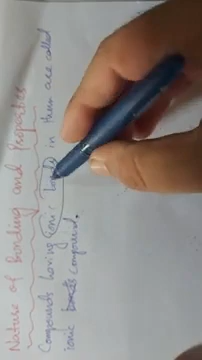 Nature of Bonding and Properties
Compounds having ionic bonds in them are called
ionic compound.